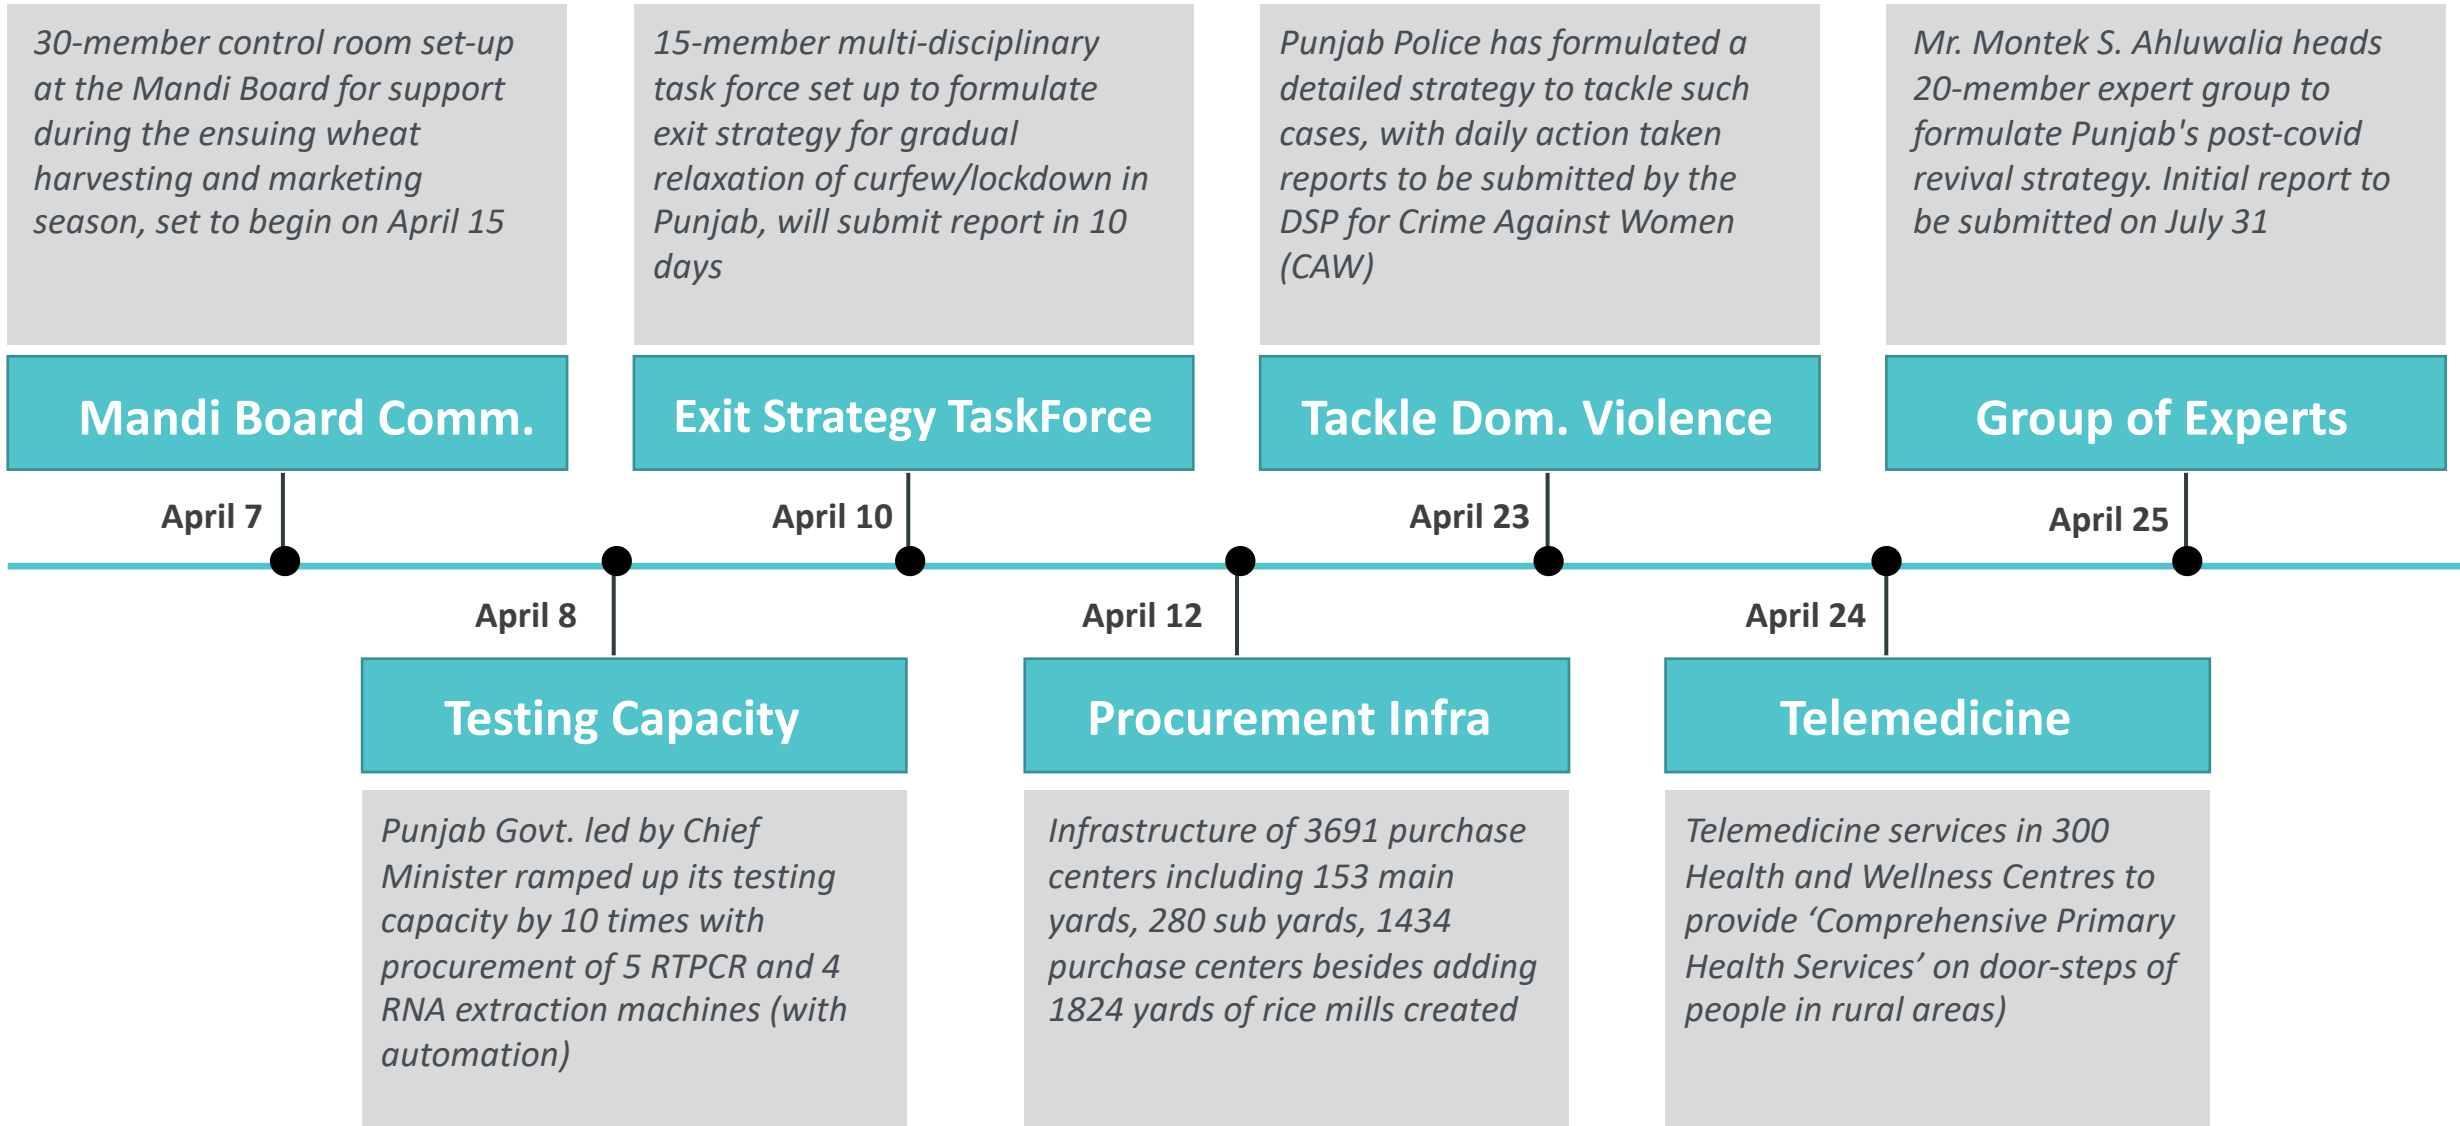 30-member control room set-up
at the Mandi Board for support
during the ensuing wheat
harvesting and marketing
season, set to begin on April 15
Mandi Board Comm.
April 7
15-member multi-disciplinary
task force set up to formulate
exit strategy for gradual
relaxation of curfew/lockdown in
Punjab, will submit report in 10
days
Exit Strategy TaskForce
April 10
Punjab Police has formulated a
detailed strategy to tackle such
cases, with daily action taken
reports to be submitted by the
DSP for Crime Against Women
(CAW)
Tackle Dom. Violence
April 23
Mr. Montek S. Ahluwalia heads
20-member expert group to
formulate Punjab's post-covid
revival strategy. Initial report to
be submitted on July 31
Group of Experts
April 25
April 8
Testing Capacity
Punjab Govt. led by Chief
Minister ramped up its testing
capacity by 10 times with
procurement of 5 RTPCR and 4
RNA extraction machines (with
automation)
April 12
Procurement Infra
Infrastructure of 3691 purchase
centers including 153 main
yards, 280 sub yards, 1434
purchase centers besides adding
1824 yards of rice mills created
April 24
Telemedicine
Telemedicine services in 300
Health and Wellness Centres to
provide ‘Comprehensive Primary
Health Services’ on door-steps of
people in rural areas)